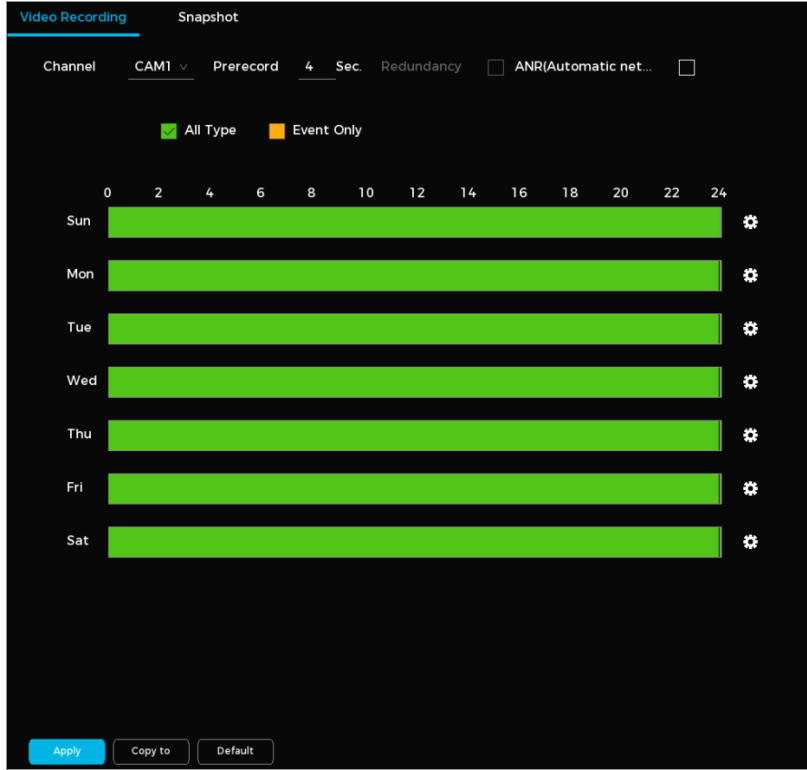 Video Recording Snapshot
Channel CAM1 Prerecord 4 Sec. Redundancy ANR(Automatic net...
All Type Event Only
0 2 4 6 8 10 12 14 16 18 20 22 24
Sun
Mon
Tue
Wed
Thu
Fri
Sat
Apply Copy to Default